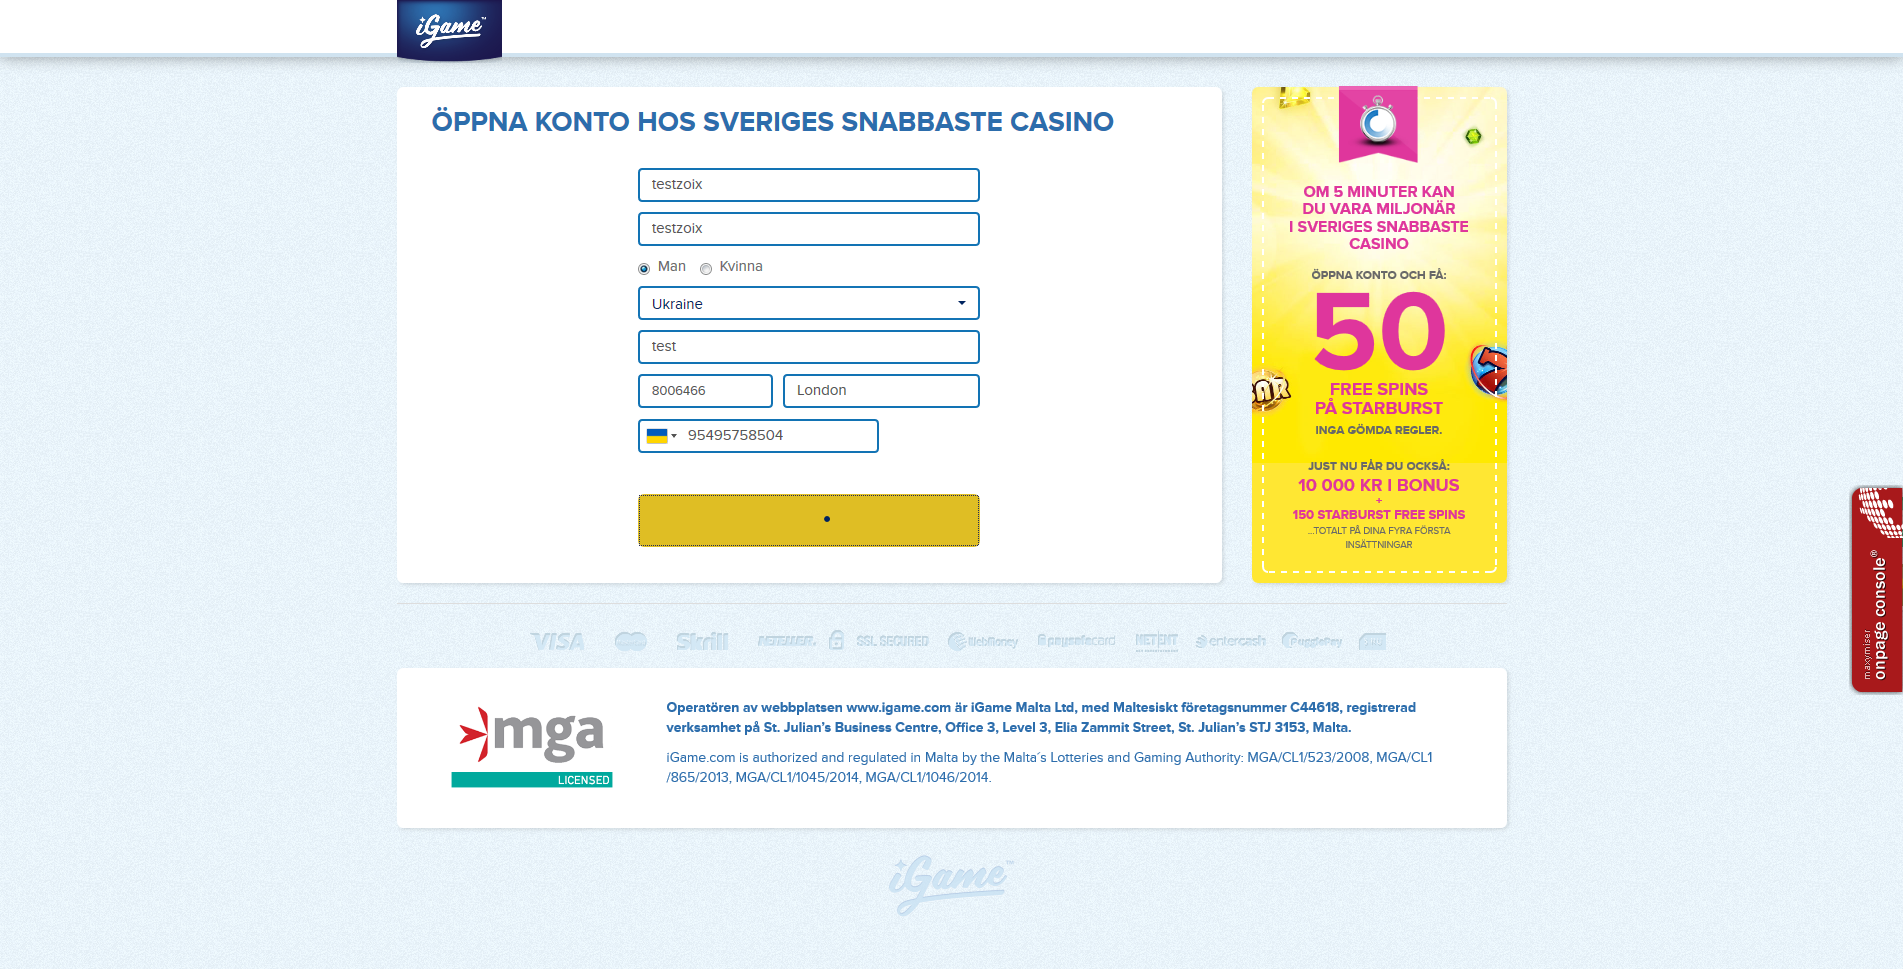 iGame™
ÖPPNA KONTO HOS SVERIGES SNABBASTE CASINO
testzoix
testzoix
Man Kvinna
Ukraine
test
8006466 London
95495758504
OM 5 MINUTER KAN
DU VARA MILJONÄR
I SVERIGES SNABBASTE
CASINO
ÖPPNA KONTO OCH FÅ:
50
FREE SPINS
PÅ STARBURST
INGA GÖMDA REGLER.
JUST NU FÅR DU OCKSÅ:
10 000 KR I BONUS
+
150 STARBURST FREE SPINS
...TOTALT PÅ DINA FYRA FÖRSTA
INSÄTTNINGAR
BAR
maxymiser
onpage console®
VISA Skrill NETELLER SSL SECURED WebMoney paysafecard NETENT entercash PugglePay
mga
LICENSED
Operatören av webbplatsen www.igame.com är iGame Malta Ltd, med Maltesiskt företagsnummer C44618, registrerad
verksamhet på St. Julian's Business Centre, Office 3, Level 3, Elia Zammit Street, St. Julian's STJ 3153, Malta.
iGame.com is authorized and regulated in Malta by the Malta´s Lotteries and Gaming Authority: MGA/CL1/523/2008, MGA/CL1
/865/2013, MGA/CL1/1045/2014, MGA/CL1/1046/2014.
iGame™